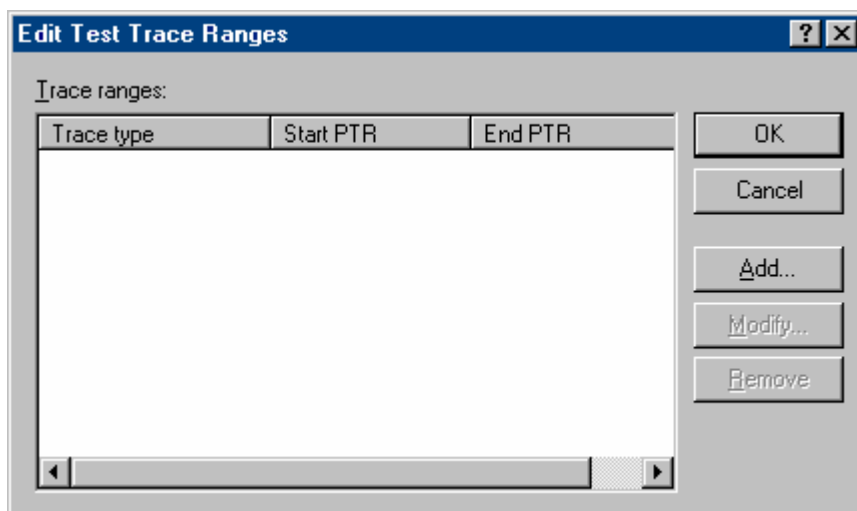 Edit Test Trace Ranges
Trace ranges:
Trace type Start PTR End PTR
OK
Cancel
Add...
Modify...
Remove